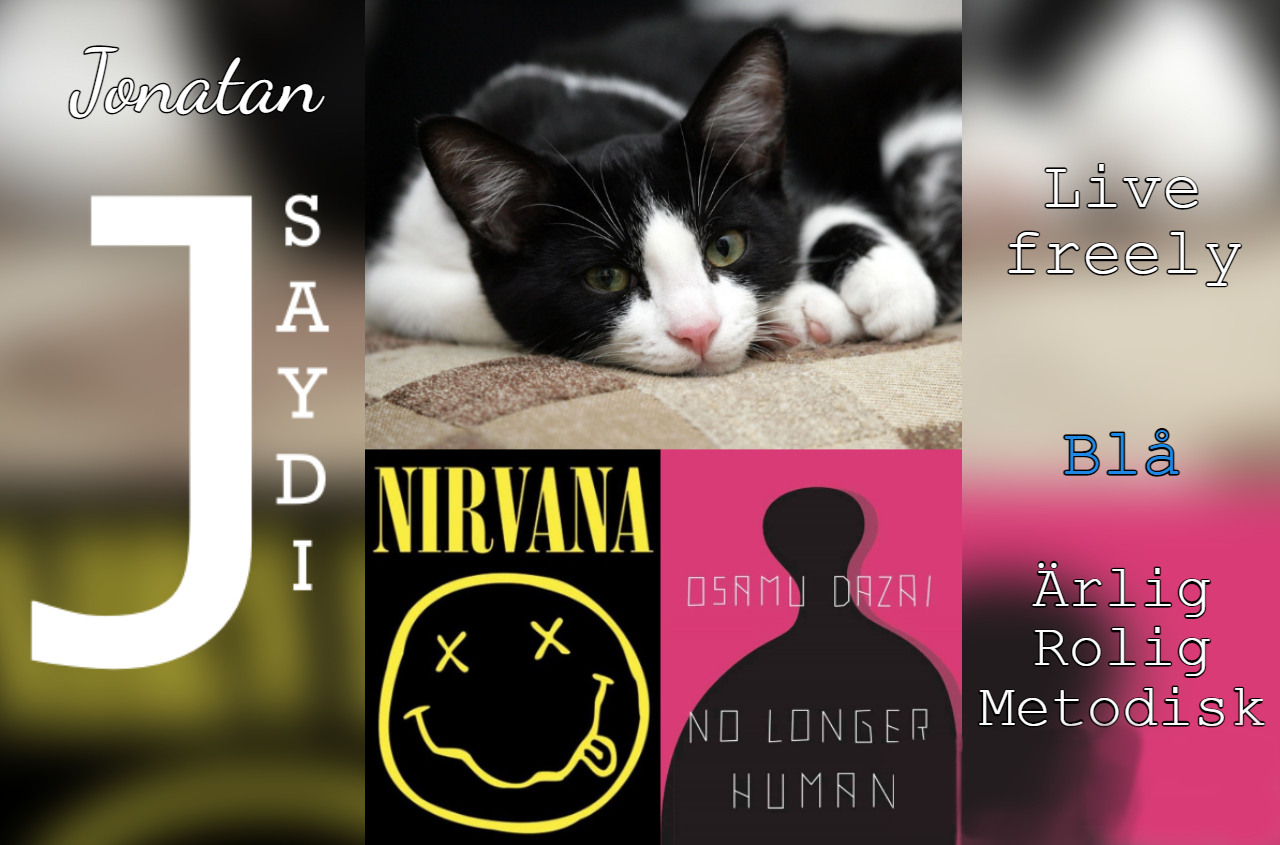 Jonatan
J
SAYDI
NIRVANA
OSAMU DAZAI
NO LONGER
HUMAN
Live
freely
Blå
Ärlig
Rolig
Metodisk